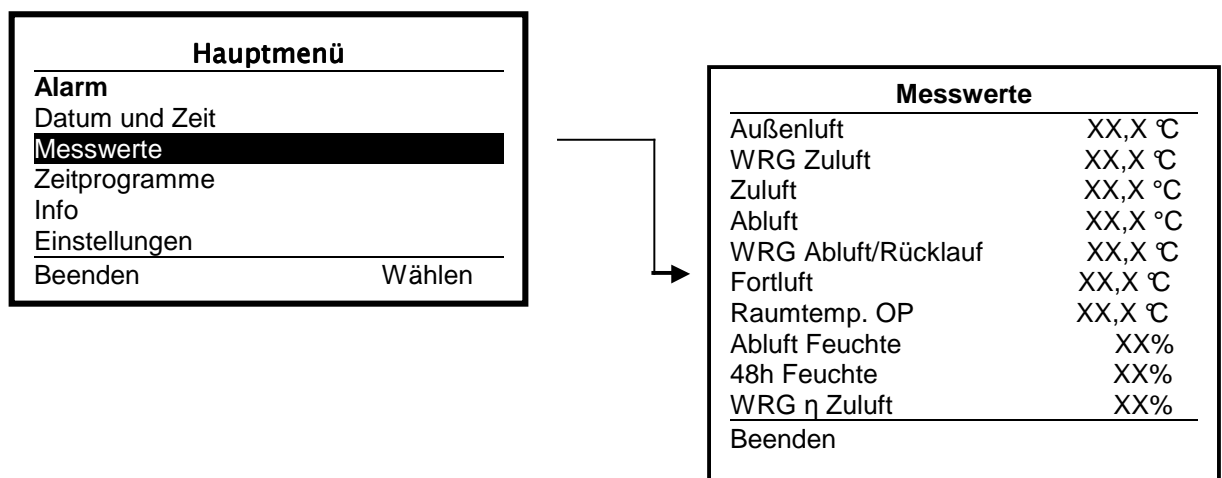 Hauptmenü
Alarm
Datum und Zeit
Messwerte
Zeitprogramme
Info
Einstellungen
Beenden Wählen
Messwerte
Außenluft XX,X °C
WRG Zuluft XX,X °C
Zuluft XX,X °C
Abluft XX,X °C
WRG Abluft/Rücklauf XX,X °C
Fortluft XX,X °C
Raumtemp. OP XX,X °C
Abluft Feuchte XX%
48h Feuchte XX%
WRG η Zuluft XX%
Beenden